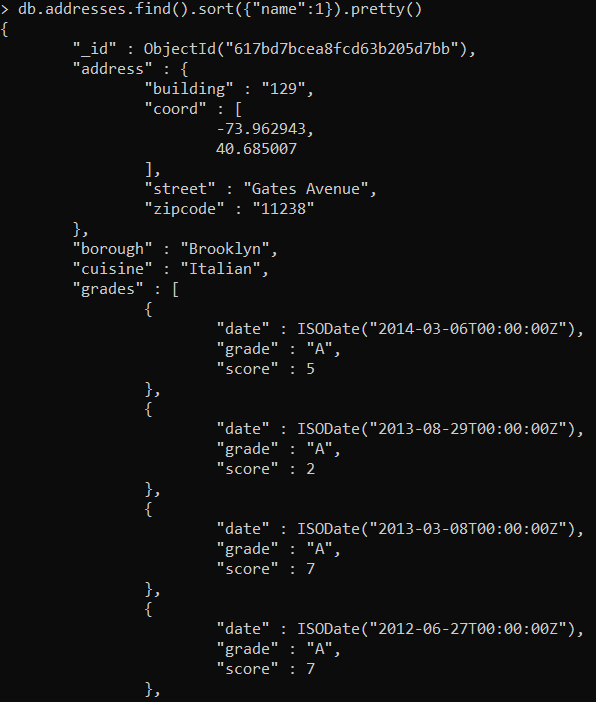 > db.addresses.find().sort({"name":1}).pretty()
{
        "_id" : ObjectId("617bd7bcea8fcd63b205d7bb"),
        "address" : {
                "building" : "129",
                "coord" : [
                        -73.962943,
                        40.685007
                ],
                "street" : "Gates Avenue",
                "zipcode" : "11238"
        },
        "borough" : "Brooklyn",
        "cuisine" : "Italian",
        "grades" : [
                {
                        "date" : ISODate("2014-03-06T00:00:00Z"),
                        "grade" : "A",
                        "score" : 5
                },
                {
                        "date" : ISODate("2013-08-29T00:00:00Z"),
                        "grade" : "A",
                        "score" : 2
                },
                {
                        "date" : ISODate("2013-03-08T00:00:00Z"),
                        "grade" : "A",
                        "score" : 7
                },
                {
                        "date" : ISODate("2012-06-27T00:00:00Z"),
                        "grade" : "A",
                        "score" : 7
                },